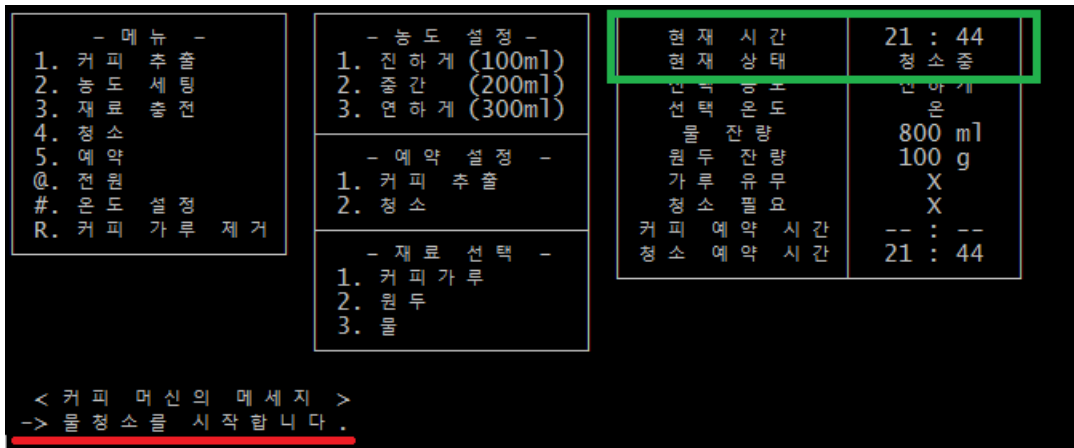 - 메뉴 -
1. 커피 추출
2. 농도 세팅
3. 재료 충전
4. 청소
5. 예약
@. 전원
#. 온도 설정
R. 커피 가루 제거
- 농도 설정 -
1. 진하게 (100ml)
2. 중간 (200ml)
3. 연하게 (300ml)
- 예약 설정 -
1. 커피 추출
2. 청소
- 재료 선택 -
1. 커피가루
2. 원두
3. 물
현재 시간 21 : 44
현재 상태 청소중
선택 농도 진하게
선택 온도 온
물 잔량 800 ml
원두 잔량 100 g
가루 유무 X
청소 필요 X
커피 예약 시간 -- : --
청소 예약 시간 21 : 44
< 커피 머신의 메세지 >
-> 물청소를 시작합니다.